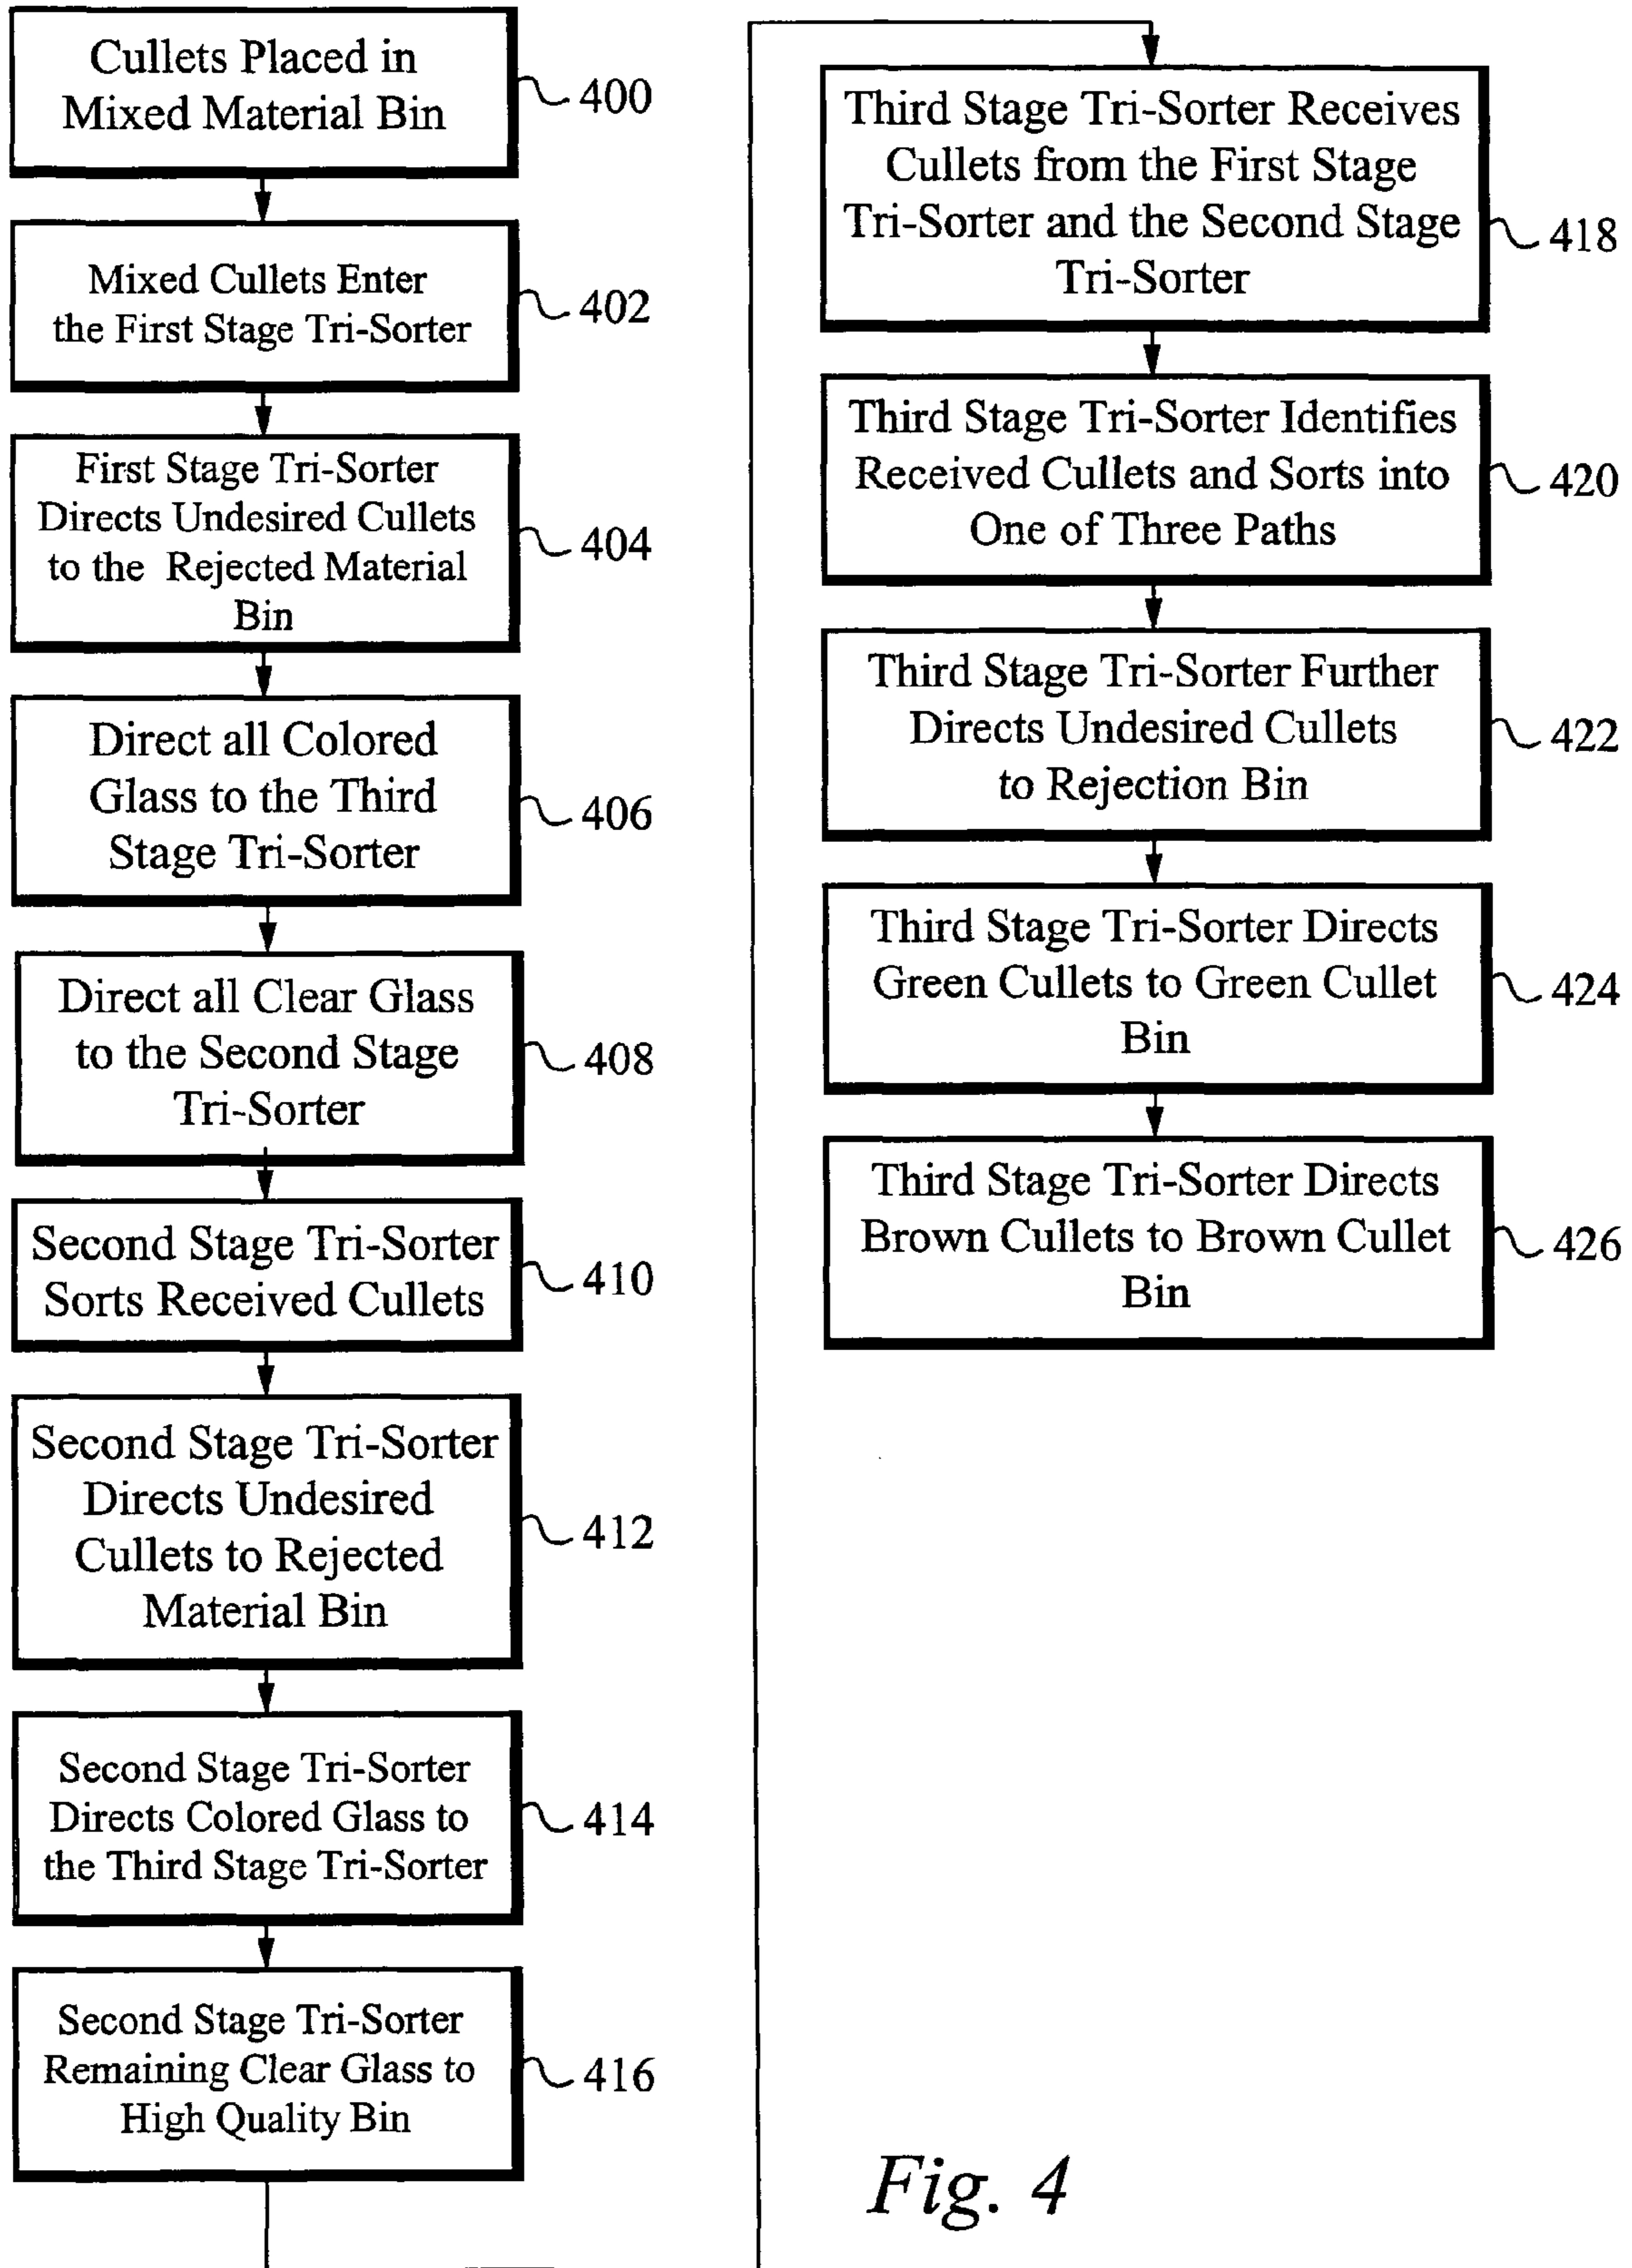 Cullets Placed in
Mixed Material Bin
400
Mixed Cullets Enter
the First Stage Tri-Sorter
402
First Stage Tri-Sorter
Directs Undesired Cullets
to the Rejected Material
Bin
404
Direct all Colored
Glass to the Third
Stage Tri-Sorter
406
Direct all Clear Glass
to the Second Stage
Tri-Sorter
408
Second Stage Tri-Sorter
Sorts Received Cullets
410
Second Stage Tri-Sorter
Directs Undesired
Cullets to Rejected
Material Bin
412
Second Stage Tri-Sorter
Directs Colored Glass to
the Third Stage Tri-Sorter
414
Second Stage Tri-Sorter
Remaining Clear Glass to
High Quality Bin
416
Third Stage Tri-Sorter Receives
Cullets from the First Stage
Tri-Sorter and the Second Stage
Tri-Sorter
418
Third Stage Tri-Sorter Identifies
Received Cullets and Sorts into
One of Three Paths
420
Third Stage Tri-Sorter Further
Directs Undesired Cullets
to Rejection Bin
422
Third Stage Tri-Sorter Directs
Green Cullets to Green Cullet
Bin
424
Third Stage Tri-Sorter Directs
Brown Cullets to Brown Cullet
Bin
426
Fig. 4